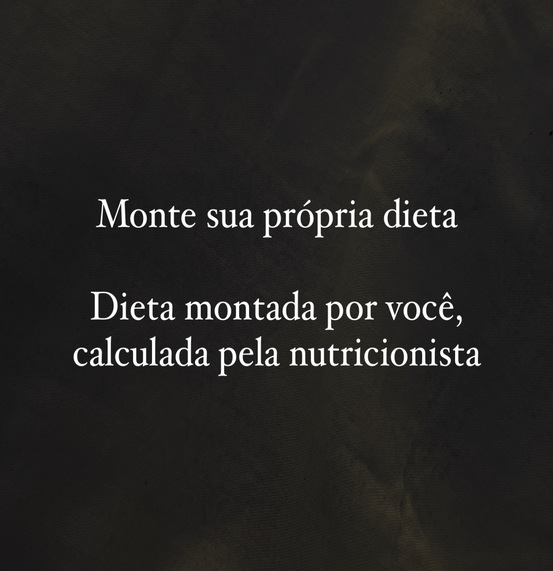 Monte sua própria dieta
Dieta montada por você,
calculada pela nutricionista